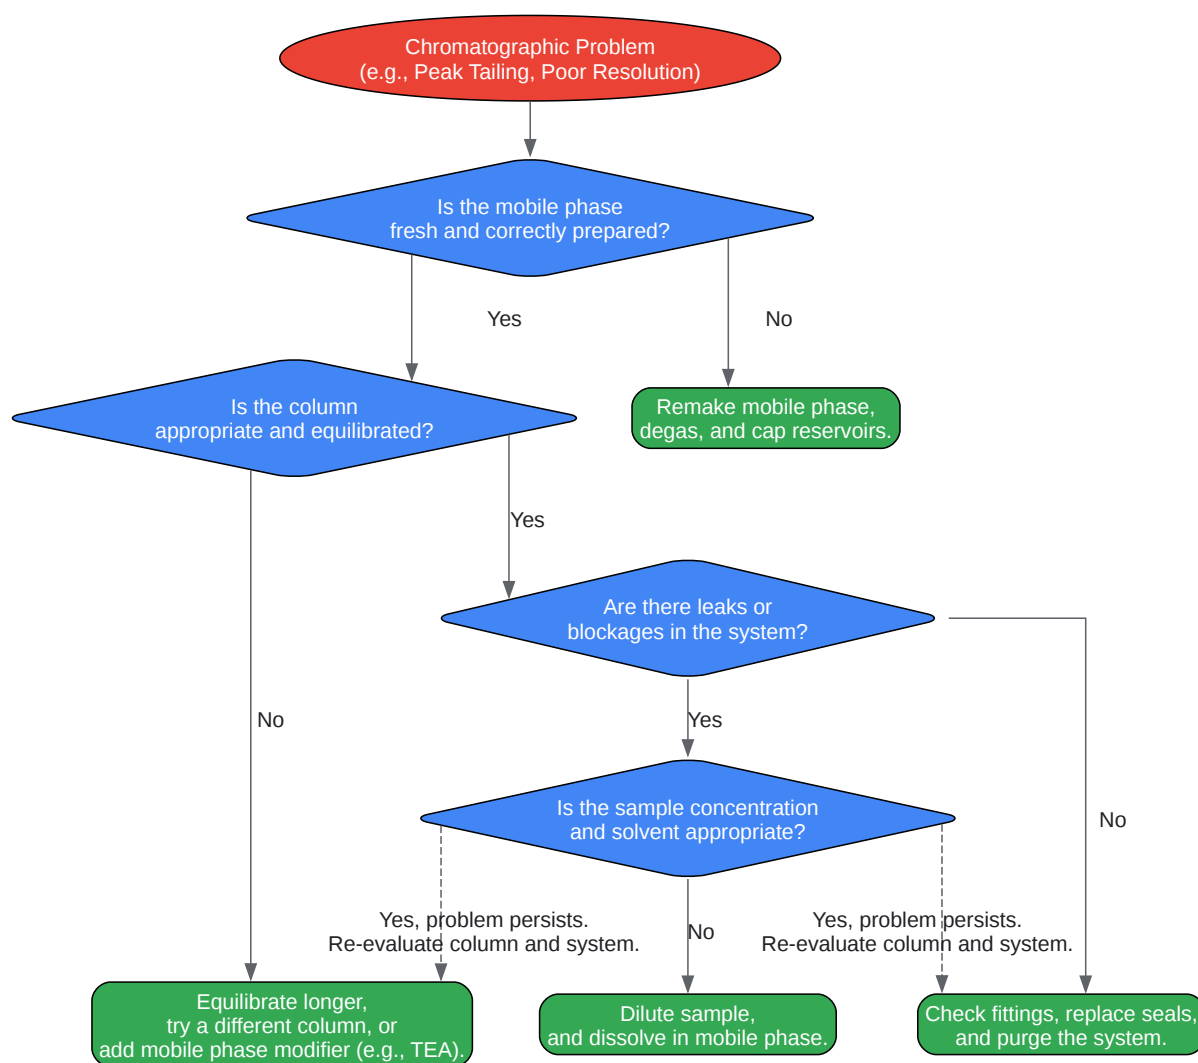 Chromatographic Problem
(e.g., Peak Tailing, Poor Resolution)
Is the mobile phase
fresh and correctly prepared?
Yes
No
Is the column
appropriate and equilibrated?
Remake mobile phase,
degas, and cap reservoirs.
Yes
Are there leaks or
blockages in the system?
No
Yes
Is the sample concentration
and solvent appropriate?
No
Yes, problem persists.
Re-evaluate column and system.
No
Yes, problem persists.
Re-evaluate column and system.
Equilibrate longer,
try a different column, or
add mobile phase modifier (e.g., TEA).
Dilute sample,
and dissolve in mobile phase.
Check fittings, replace seals,
and purge the system.